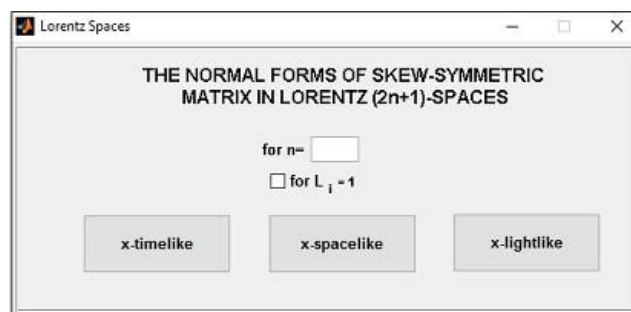 Lorentz Spaces
THE NORMAL FORMS OF SKEW-SYMMETRIC
MATRIX IN LORENTZ (2n+1)-SPACES
for n=
for L i = 1
x-timelike x-spacelike x-lightlike